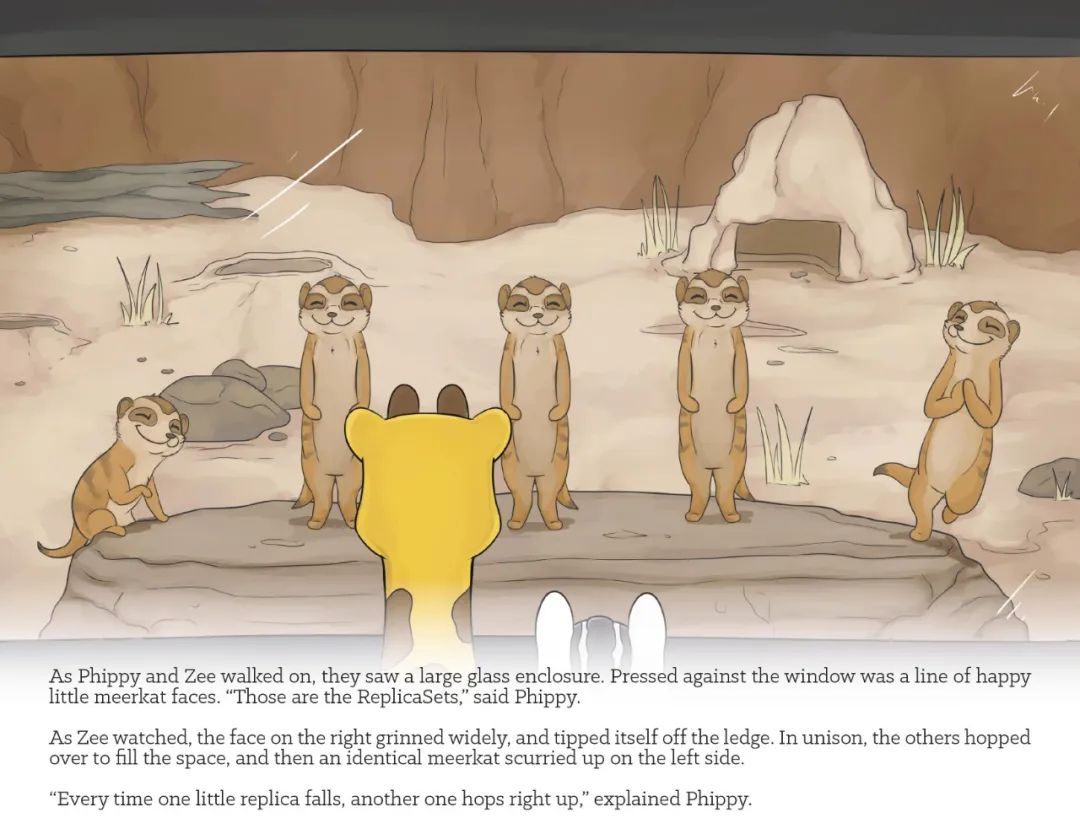 As Phippy and Zee walked on, they saw a large glass enclosure. Pressed against the window was a line of happy
little meerkat faces. “Those are the ReplicaSets,” said Phippy.
As Zee watched, the face on the right grinned widely, and tipped itself off the ledge. In unison, the others hopped
over to fill the space, and then an identical meerkat scurried up on the left side.
“Every time one little replica falls, another one hops right up,” explained Phippy.